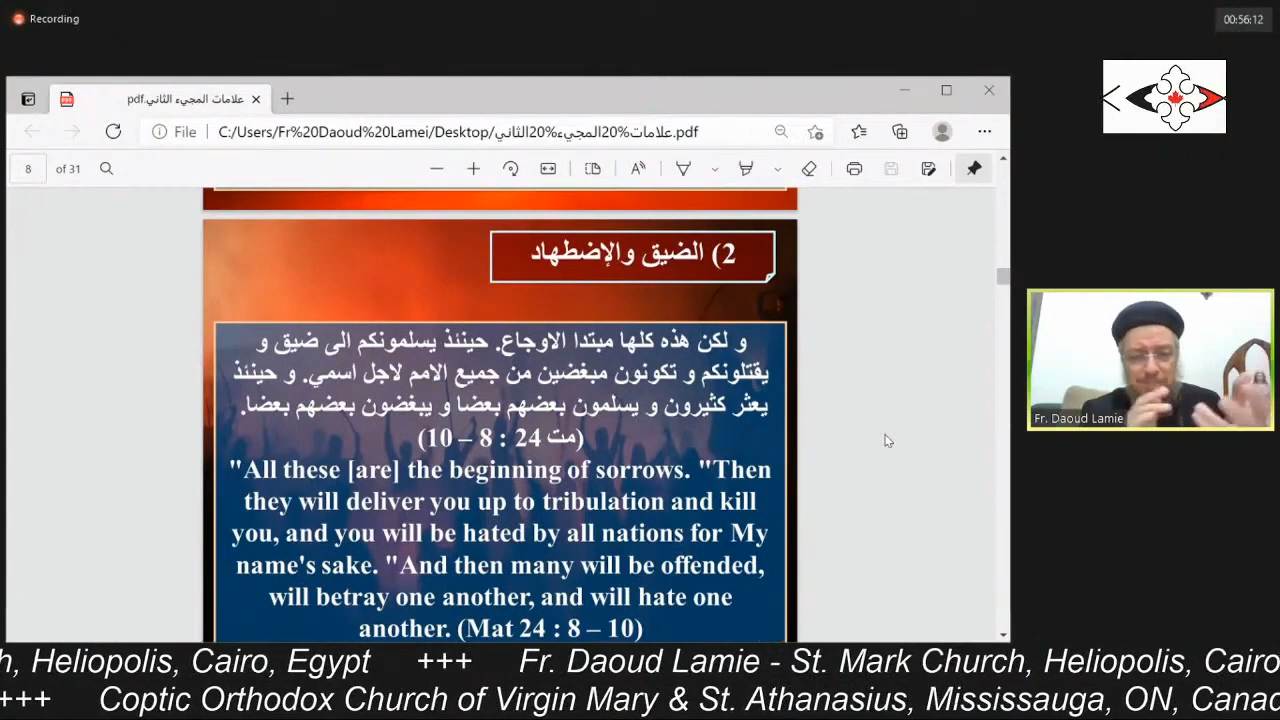 Recording
00:56:12
علامات المجيء الثاني.pdf
File
C:/Users/Fr%20Daoud%20Lamei/Desktop/علامات%20المجيء%20الثاني.pdf
8 of 31
2) الضيق والإضطهاد
و لكن هذه كلها مبتدا الاوجاع. حينئذ يسلمونكم الى ضيق و
يقتلونكم و تكونون مبغضين من جميع الامم لاجل اسمي. و حينئذ
يعثر كثيرون و يسلمون بعضهم بعضا و يبغضون بعضهم بعضا.
(مت 24 : 8 – 10)
"All these [are] the beginning of sorrows. "Then
they will deliver you up to tribulation and kill
you, and you will be hated by all nations for My
name's sake. "And then many will be offended,
will betray one another, and will hate one
another. (Mat 24 : 8 – 10)
Fr. Daoud Lamie
h, Heliopolis, Cairo, Egypt +++ Fr. Daoud Lamie - St. Mark Church, Heliopolis, Cairo
+++ Coptic Orthodox Church of Virgin Mary & St. Athanasius, Mississauga, ON, Canad